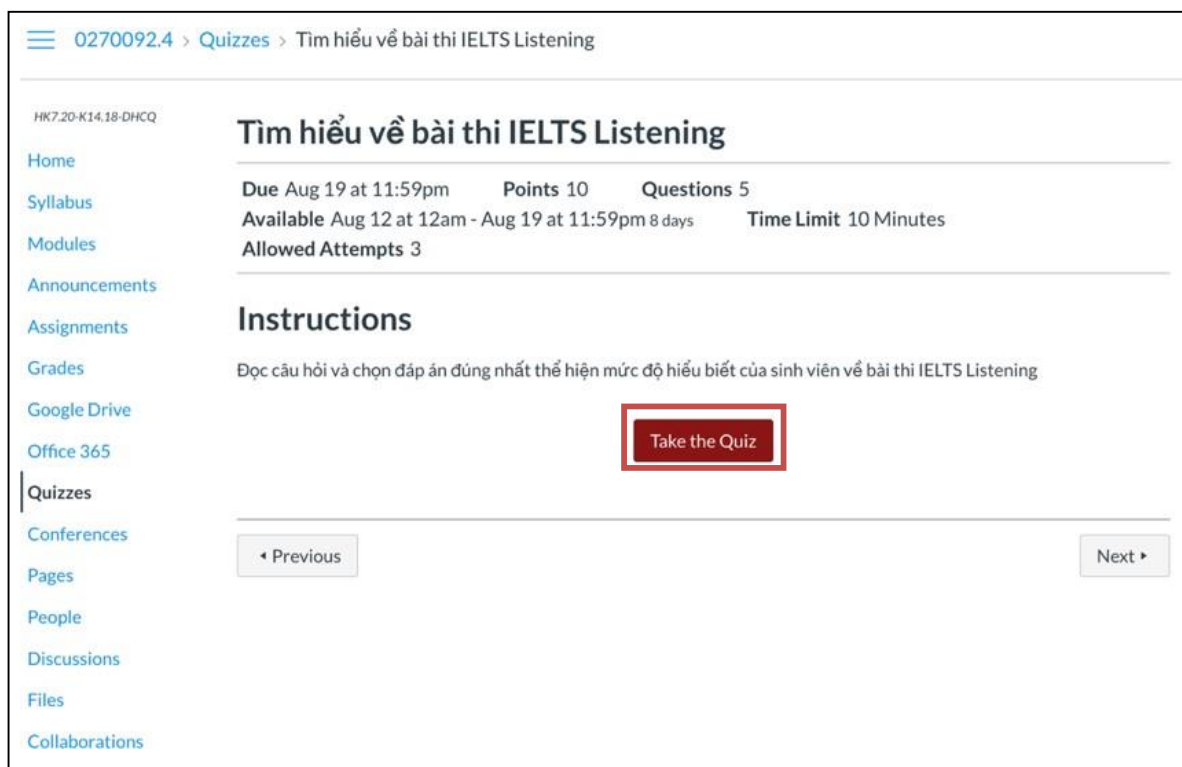 0270092.4 > Quizzes > Tìm hiểu về bài thi IELTS Listening
HK7.20-K14.18-DHCQ
Home
Syllabus
Modules
Announcements
Assignments
Grades
Google Drive
Office 365
Quizzes
Conferences
Pages
People
Discussions
Files
Collaborations
Tìm hiểu về bài thi IELTS Listening
Due Aug 19 at 11:59pm Points 10 Questions 5
Available Aug 12 at 12am - Aug 19 at 11:59pm 8 days Time Limit 10 Minutes
Allowed Attempts 3
Instructions
Đọc câu hỏi và chọn đáp án đúng nhất thể hiện mức độ hiểu biết của sinh viên về bài thi IELTS Listening
Take the Quiz
Previous
Next